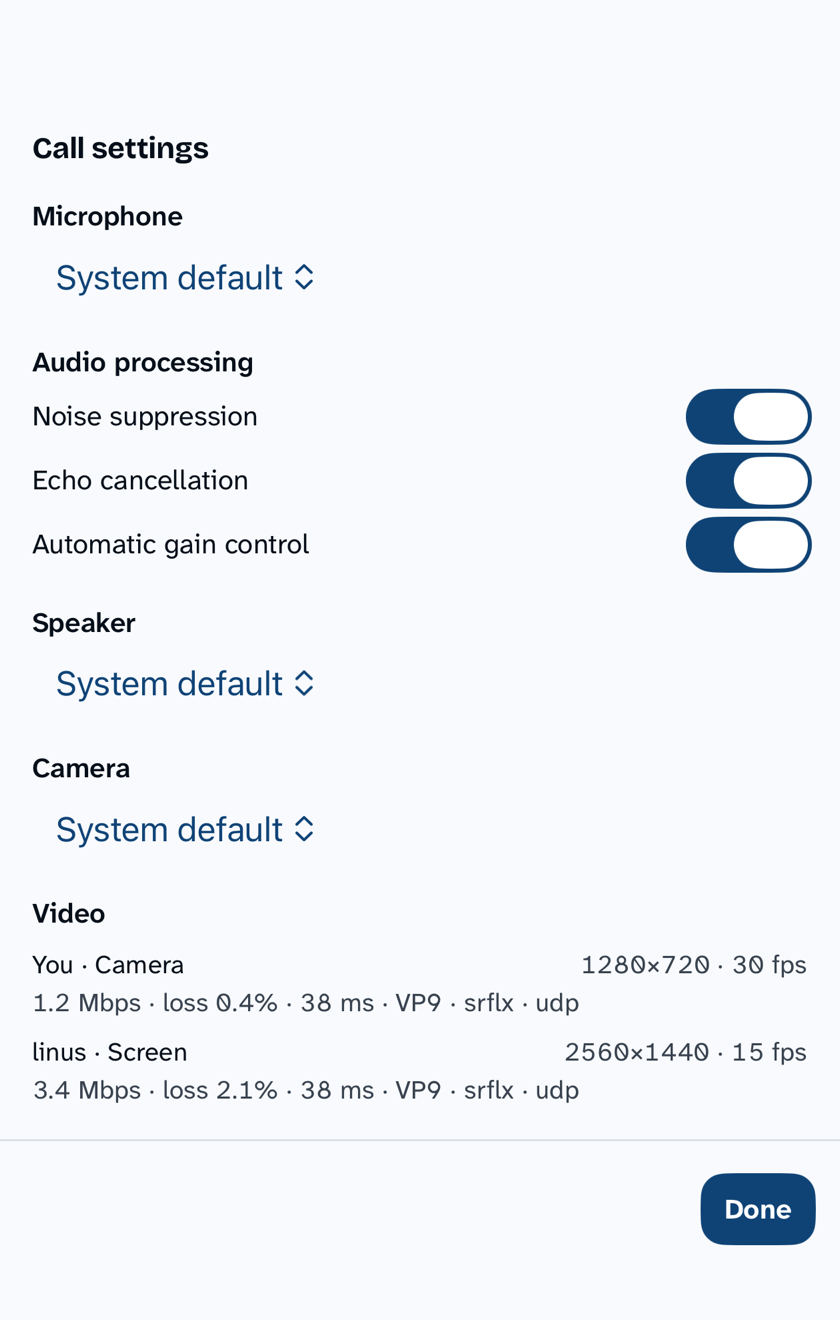 Call settings
Microphone
System default
Audio processing
Noise suppression
Echo cancellation
Automatic gain control
Speaker
System default
Camera
System default
Video
You · Camera 1280×720 · 30 fps
1.2 Mbps · loss 0.4% · 38 ms · VP9 · srflx · udp
linus · Screen 2560×1440 · 15 fps
3.4 Mbps · loss 2.1% · 38 ms · VP9 · srflx · udp
Done